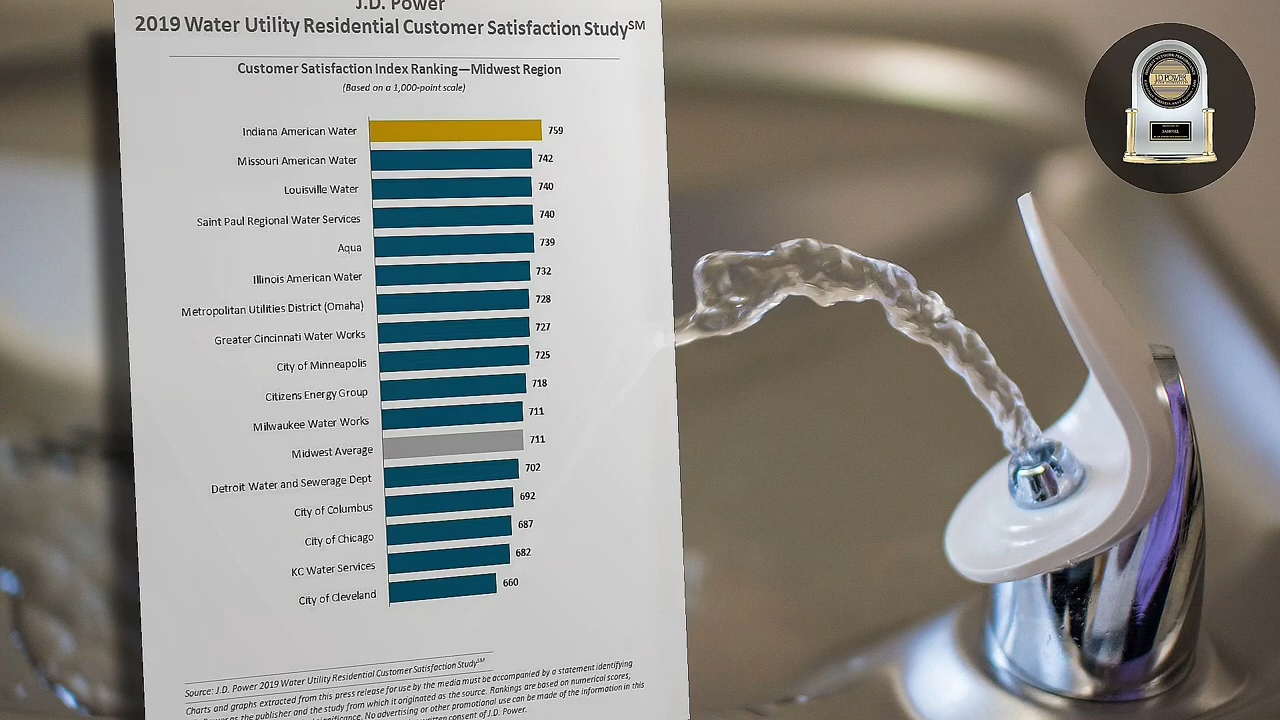 J.D. Power
2019 Water Utility Residential Customer Satisfaction Study℠
Customer Satisfaction Index Ranking—Midwest Region
(Based on a 1,000-point scale)
Indiana American Water 759
Missouri American Water 742
Louisville Water 740
Saint Paul Regional Water Services 740
Aqua 739
Illinois American Water 732
Metropolitan Utilities District (Omaha) 728
Greater Cincinnati Water Works 727
City of Minneapolis 725
Citizens Energy Group 718
Milwaukee Water Works 711
Midwest Average 711
Detroit Water and Sewerage Dept 702
City of Columbus 692
City of Chicago 687
KC Water Services 682
City of Cleveland 660
Source: J.D. Power 2019 Water Utility Residential Customer Satisfaction Study℠
Charts and graphs extracted from this press release for use by the media must be accompanied by a statement identifying
as the publisher and the study from which it originated as the source. Rankings are based on numerical scores,
significance. No advertising or other promotional use can be made of the information in this
written consent of J.D. Power.
J.D. POWER